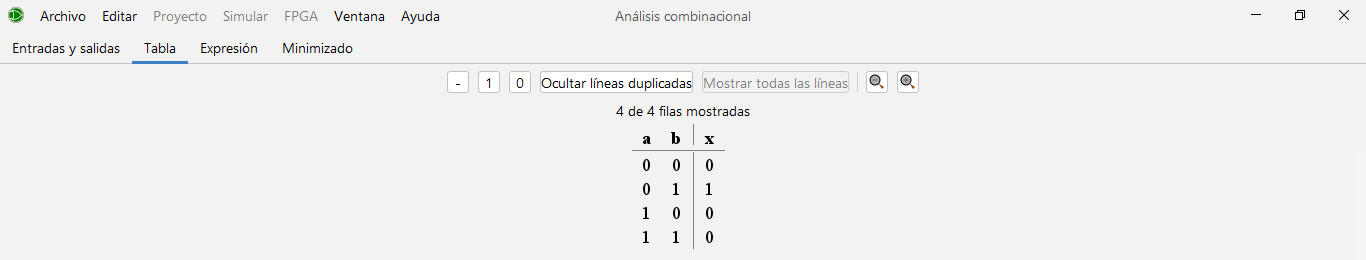 Archivo Editar Proyecto Simular FPGA Ventana Ayuda Análisis combinacional
Entradas y salidas Tabla Expresión Minimizado
- 1 0 Ocultar líneas duplicadas Mostrar todas las líneas
4 de 4 filas mostradas
a b x
0 0 0
0 1 1
1 0 0
1 1 0